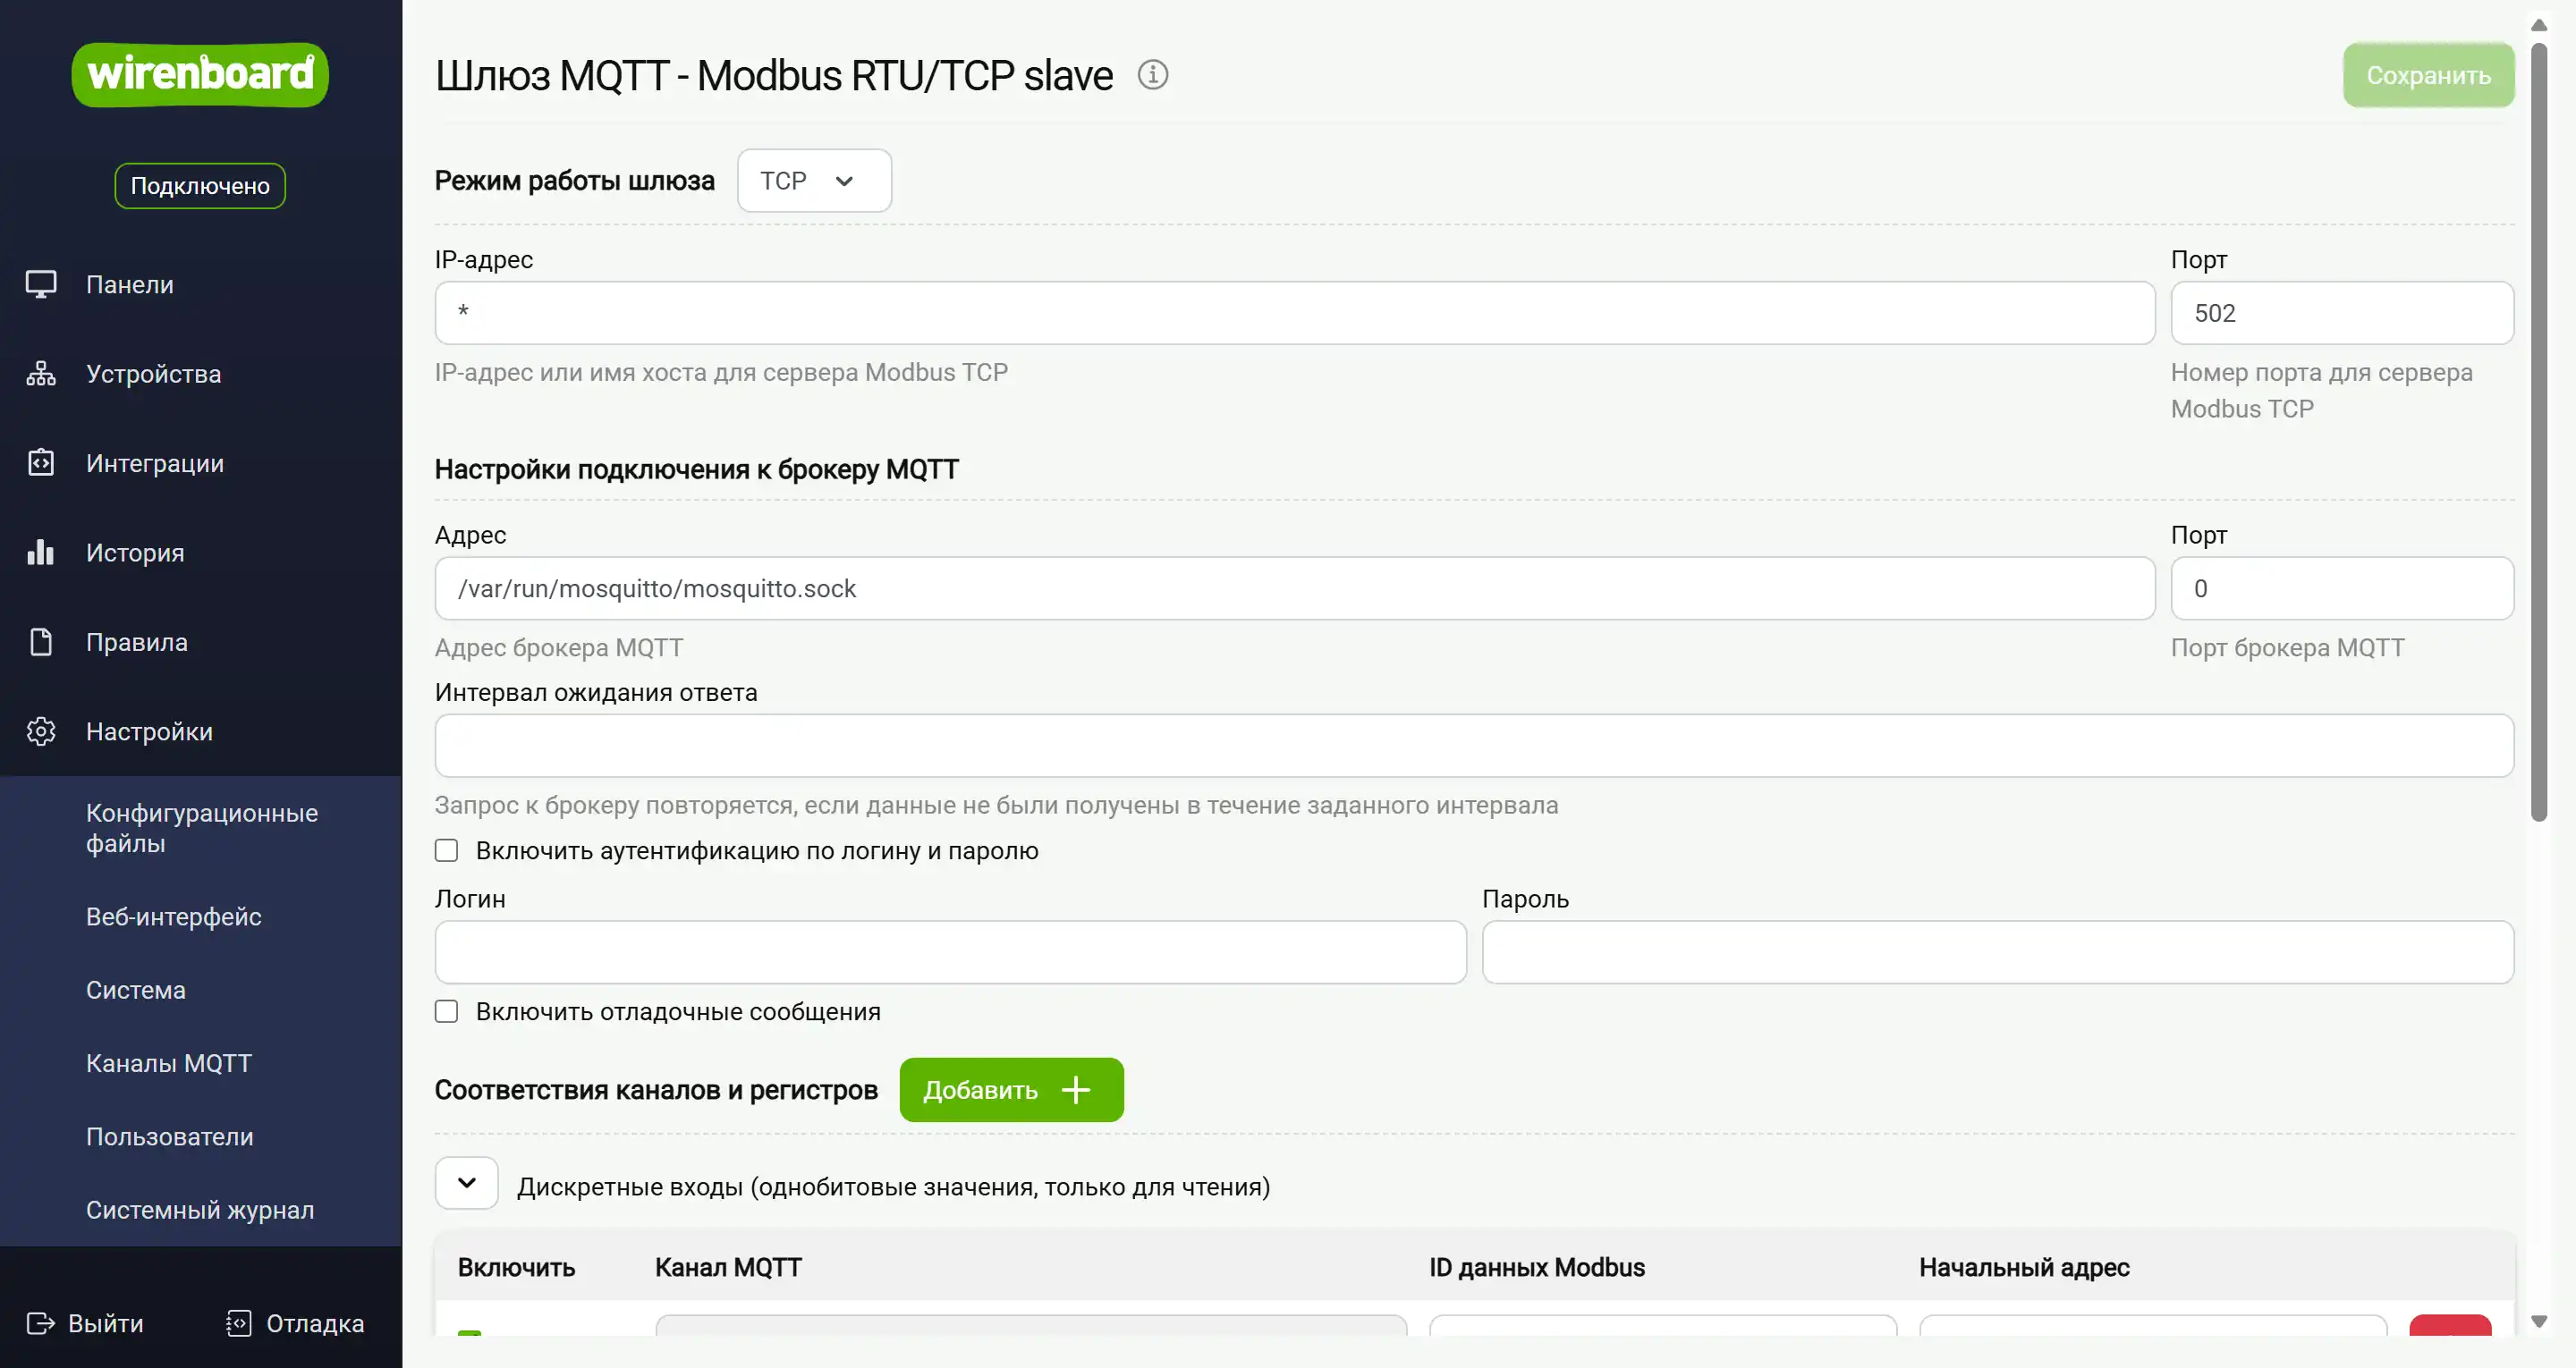 wirenboard
Подключено
Панели
Устройства
Интеграции
История
Правила
Настройки
Конфигурационные
файлы
Веб-интерфейс
Система
Каналы MQTT
Пользователи
Системный журнал
Выйти
Отладка
Шлюз MQTT - Modbus RTU/TCP slave
Сохранить
Режим работы шлюза
TCP
IP-адрес
Порт
*
502
IP-адрес или имя хоста для сервера Modbus TCP
Номер порта для сервера
Modbus TCP
Настройки подключения к брокеру MQTT
Адрес
Порт
/var/run/mosquitto/mosquitto.sock
0
Адрес брокера MQTT
Порт брокера MQTT
Интервал ожидания ответа
Запрос к брокеру повторяется, если данные не были получены в течение заданного интервала
Включить аутентификацию по логину и паролю
Логин
Пароль
Включить отладочные сообщения
Соответствия каналов и регистров
Добавить
Дискретные входы (однобитовые значения, только для чтения)
Включить
Канал MQTT
ID данных Modbus
Начальный адрес